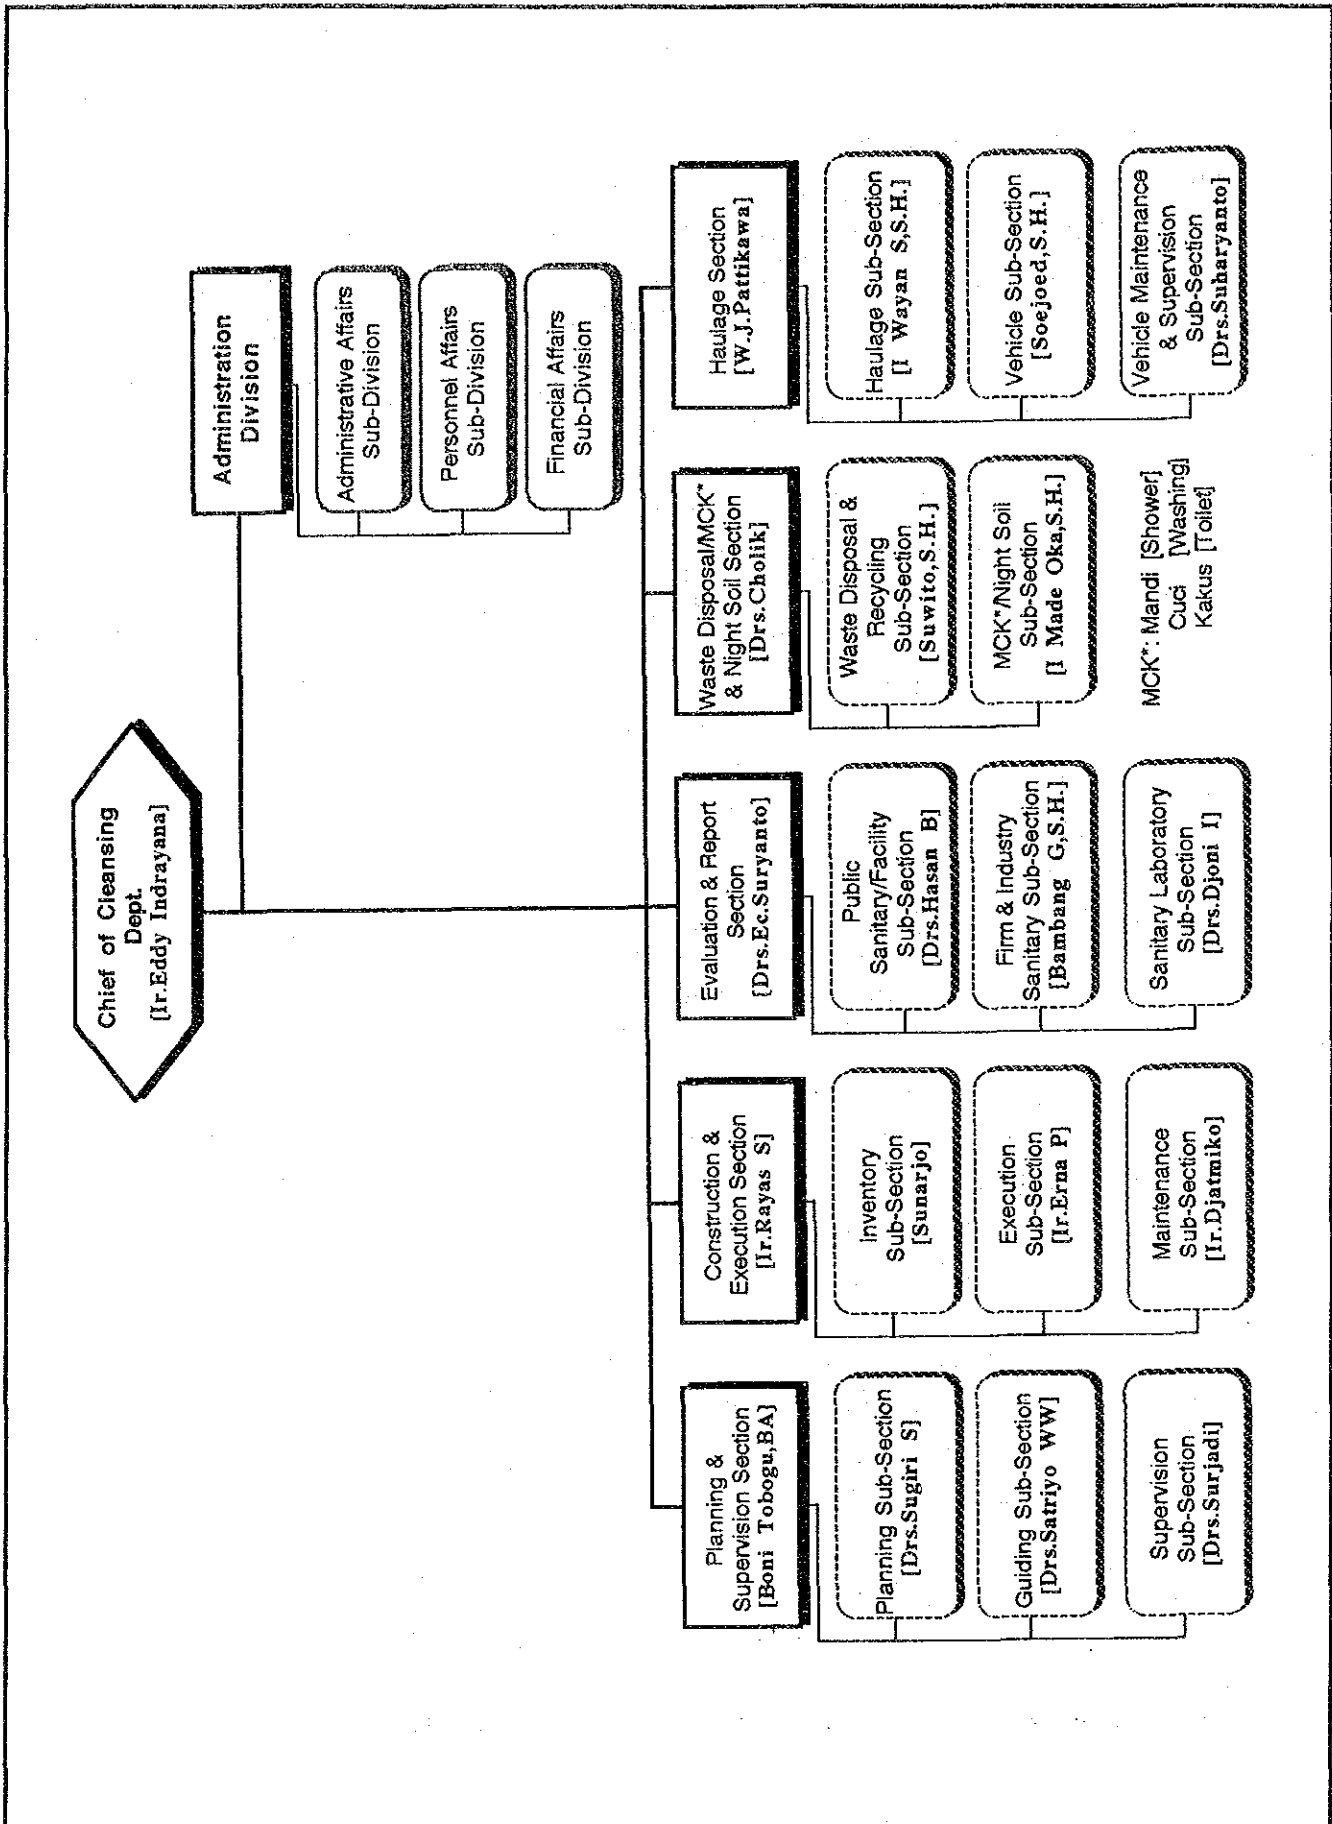 Chief of Cleansing
Dept.
[Ir.Eddy Indrayana]
Administration
Division
Administrative Affairs
Sub-Division
Personnel Affairs
Sub-Division
Financial Affairs
Sub-Division
Planning &
Supervision Section
[Boni Tobogu,BA]
Planning Sub-Section
[Drs.Sugiri S]
Guiding Sub-Section
[Drs.Satriyo WW]
Supervision
Sub-Section
[Drs.Surjadi]
Construction &
Execution Section
[Ir.Rayas S]
Inventory
Sub-Section
[Sunarjo]
Execution
Sub-Section
[Ir.Erna P]
Maintenance
Sub-Section
[Ir.Djatmiko]
Evaluation & Report
Section
[Drs.Ec.Suryanto]
Public
Sanitary/Facility
Sub-Section
[Drs.Hasan B]
Firm & Industry
Sanitary Sub-Section
[Bambang G,S.H.]
Sanitary Laboratory
Sub-Section
[Drs.Djoni I]
Waste Disposal/MCK*
& Night Soil Section
[Drs.Cholik]
Waste Disposal &
Recycling
Sub-Section
[Suwito,S.H.]
MCK*/Night Soil
Sub-Section
[I Made Oka,S.H.]
MCK*: Mandi [Shower]
Cuci [Washing]
Kakus [Toilet]
Haulage Section
[W.J.Pattikawa]
Haulage Sub-Section
[I Wayan S,S.H.]
Vehicle Sub-Section
[Soejoed,S.H.]
Vehicle Maintenance
& Supervision
Sub-Section
[Drs.Suharyanto]